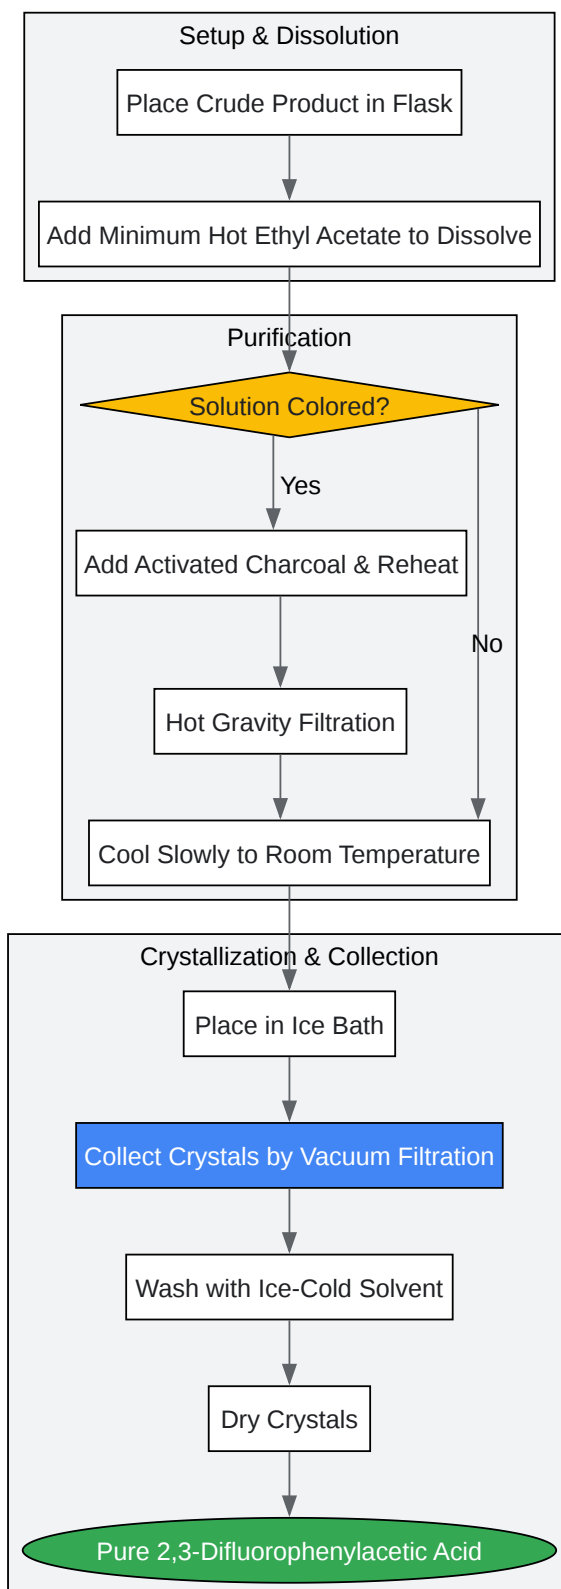 Setup & Dissolution
Place Crude Product in Flask
Add Minimum Hot Ethyl Acetate to Dissolve
Purification
Solution Colored?
Yes
Add Activated Charcoal & Reheat
No
Hot Gravity Filtration
Cool Slowly to Room Temperature
Crystallization & Collection
Place in Ice Bath
Collect Crystals by Vacuum Filtration
Wash with Ice-Cold Solvent
Dry Crystals
Pure 2,3-Difluorophenylacetic Acid